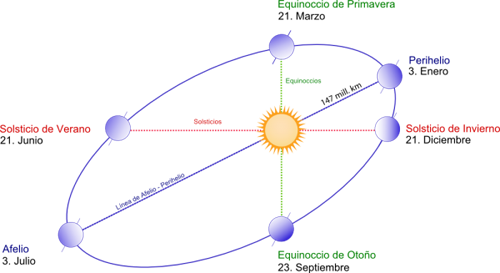 Equinoccio de Primavera
21. Marzo
Perihelio
3. Enero
Equinoccios
147 mill. km
Solsticio de Verano
21. Junio
Solsticios
Solsticio de Invierno
21. Diciembre
Línea de Afelio - Perihelio
Afelio
3. Julio
Equinoccio de Otoño
23. Septiembre